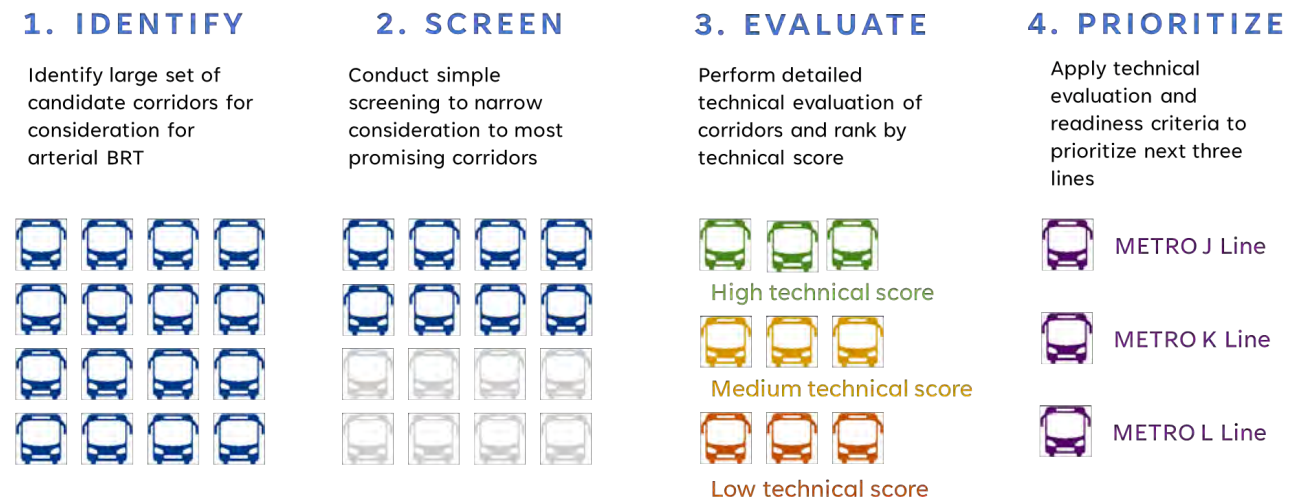 1. IDENTIFY
Identify large set of
candidate corridors for
consideration for
arterial BRT
2. SCREEN
Conduct simple
screening to narrow
consideration to most
promising corridors
3. EVALUATE
Perform detailed
technical evaluation of
corridors and rank by
technical score
High technical score
Medium technical score
Low technical score
4. PRIORITIZE
Apply technical
evaluation and
readiness criteria to
prioritize next three
lines
METRO J Line
METRO K Line
METRO L Line